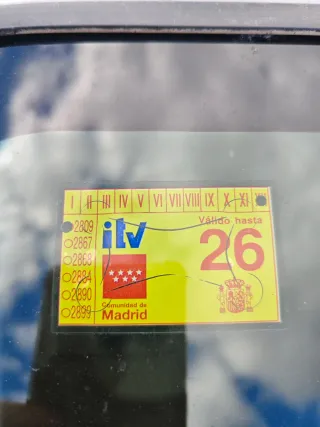 I II III IV V VI VII VIII IX X XI
2809
2867
2868
2884
2890
2899
itv
Comunidad de
Madrid
Válido hasta
26